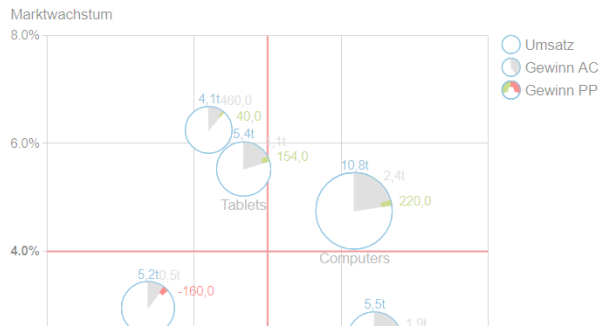 Marktwachstum
8.0%
Umsatz
Gewinn AC
Gewinn PP
4,1t 460,0
40,0
5,4t
154,0
6.0%
10,8t 2,4t
220,0
Tablets
4.0%
Computers
5,2t 0,5t
-160,0
5,5t
1,9t